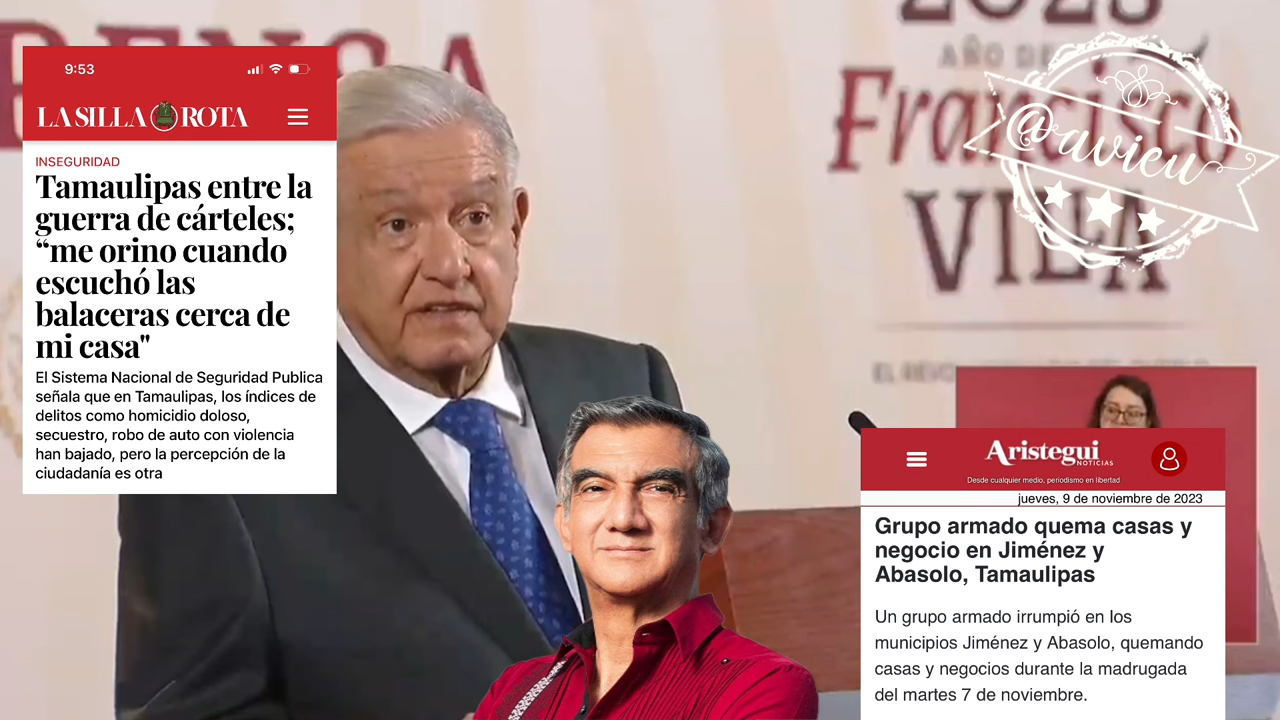 PRENSA
2023
AÑO DE
Francisco
VILLA
@avieu
9:53
LA SILLA ROTA
INSEGURIDAD
Tamaulipas entre la
guerra de cárteles;
“me orino cuando
escuchó las
balaceras cerca de
mi casa"
El Sistema Nacional de Seguridad Publica
señala que en Tamaulipas, los índices de
delitos como homicidio doloso,
secuestro, robo de auto con violencia
han bajado, pero la percepción de la
ciudadanía es otra
Aristegui
NOTICIAS
Desde cualquier medio, periodismo en libertad
jueves, 9 de noviembre de 2023
Grupo armado quema casas y
negocio en Jiménez y
Abasolo, Tamaulipas
Un grupo armado irrumpió en los
municipios Jiménez y Abasolo, quemando
casas y negocios durante la madrugada
del martes 7 de noviembre.